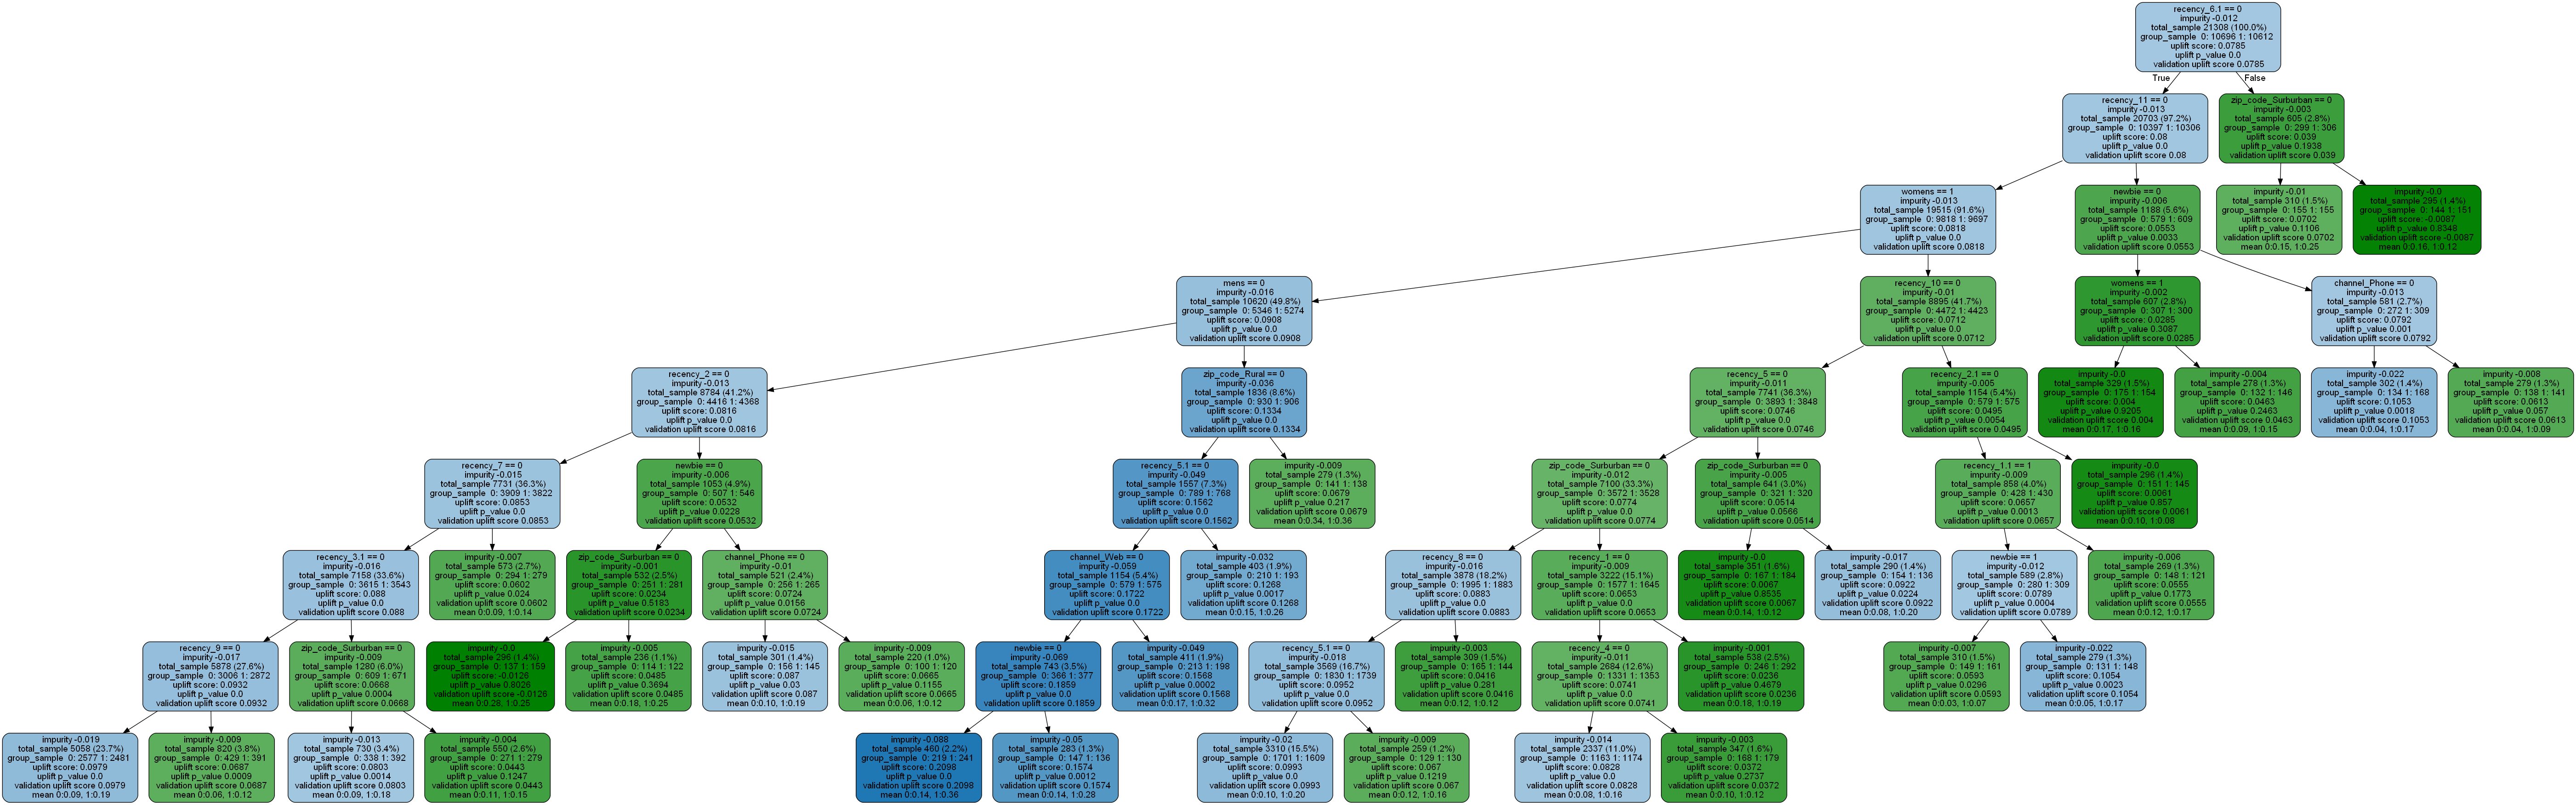 recency_6.1 == 0
impurity -0.012
total_sample 21308 (100.0%)
group_sample 0: 10696 1: 10612
uplift score: 0.0785
uplift p_value 0.0
validation uplift score 0.0785
True
False
recency_11 == 0
impurity -0.013
total_sample 20703 (97.2%)
group_sample 0: 10397 1: 10306
uplift score: 0.08
uplift p_value 0.0
validation uplift score 0.08
zip_code_Surburban == 0
impurity -0.003
total_sample 605 (2.8%)
group_sample 0: 299 1: 306
uplift score: 0.039
uplift p_value 0.1938
validation uplift score 0.039
womens == 1
impurity -0.013
total_sample 19515 (91.6%)
group_sample 0: 9818 1: 9697
uplift score: 0.0818
uplift p_value 0.0
validation uplift score 0.0818
newbie == 0
impurity -0.006
total_sample 1188 (5.6%)
group_sample 0: 579 1: 609
uplift score: 0.0553
uplift p_value 0.0033
validation uplift score 0.0553
impurity -0.01
total_sample 310 (1.5%)
group_sample 0: 155 1: 155
uplift score: 0.0702
uplift p_value 0.1106
validation uplift score 0.0702
mean 0:0.15, 1:0.25
impurity -0.0
total_sample 295 (1.4%)
group_sample 0: 144 1: 151
uplift score: -0.0087
uplift p_value 0.8348
validation uplift score -0.0087
mean 0:0.16, 1:0.12
mens == 0
impurity -0.016
total_sample 10620 (49.8%)
group_sample 0: 5346 1: 5274
uplift score: 0.0908
uplift p_value 0.0
validation uplift score 0.0908
recency_10 == 0
impurity -0.01
total_sample 8895 (41.7%)
group_sample 0: 4472 1: 4423
uplift score: 0.0712
uplift p_value 0.0
validation uplift score 0.0712
womens == 1
impurity -0.002
total_sample 607 (2.8%)
group_sample 0: 307 1: 300
uplift score: 0.0285
uplift p_value 0.3087
validation uplift score 0.0285
channel_Phone == 0
impurity -0.013
total_sample 581 (2.7%)
group_sample 0: 272 1: 309
uplift score: 0.0792
uplift p_value 0.001
validation uplift score 0.0792
recency_2 == 0
impurity -0.013
total_sample 8784 (41.2%)
group_sample 0: 4416 1: 4368
uplift score: 0.0816
uplift p_value 0.0
validation uplift score 0.0816
zip_code_Rural == 0
impurity -0.036
total_sample 1836 (8.6%)
group_sample 0: 930 1: 906
uplift score: 0.1334
uplift p_value 0.0
validation uplift score 0.1334
recency_5 == 0
impurity -0.011
total_sample 7741 (36.3%)
group_sample 0: 3893 1: 3848
uplift score: 0.0746
uplift p_value 0.0
validation uplift score 0.0746
recency_2.1 == 0
impurity -0.005
total_sample 1154 (5.4%)
group_sample 0: 579 1: 575
uplift score: 0.0495
uplift p_value 0.0054
validation uplift score 0.0495
impurity -0.0
total_sample 329 (1.5%)
group_sample 0: 175 1: 154
uplift score: 0.004
uplift p_value 0.9205
validation uplift score 0.004
mean 0:0.17, 1:0.16
impurity -0.004
total_sample 278 (1.3%)
group_sample 0: 132 1: 146
uplift score: 0.0463
uplift p_value 0.2463
validation uplift score 0.0463
mean 0:0.09, 1:0.15
impurity -0.022
total_sample 302 (1.4%)
group_sample 0: 134 1: 168
uplift score: 0.1053
uplift p_value 0.0018
validation uplift score 0.1053
mean 0:0.04, 1:0.17
impurity -0.008
total_sample 279 (1.3%)
group_sample 0: 138 1: 141
uplift score: 0.0613
uplift p_value 0.057
validation uplift score 0.0613
mean 0:0.04, 1:0.09
recency_7 == 0
impurity -0.015
total_sample 7731 (36.3%)
group_sample 0: 3909 1: 3822
uplift score: 0.0853
uplift p_value 0.0
validation uplift score 0.0853
newbie == 0
impurity -0.006
total_sample 1053 (4.9%)
group_sample 0: 507 1: 546
uplift score: 0.0532
uplift p_value 0.0228
validation uplift score 0.0532
recency_5.1 == 0
impurity -0.049
total_sample 1557 (7.3%)
group_sample 0: 789 1: 768
uplift score: 0.1562
uplift p_value 0.0
validation uplift score 0.1562
impurity -0.009
total_sample 279 (1.3%)
group_sample 0: 141 1: 138
uplift score: 0.0679
uplift p_value 0.217
validation uplift score 0.0679
mean 0:0.34, 1:0.36
zip_code_Surburban == 0
impurity -0.012
total_sample 7100 (33.3%)
group_sample 0: 3572 1: 3528
uplift score: 0.0774
uplift p_value 0.0
validation uplift score 0.0774
zip_code_Surburban == 0
impurity -0.005
total_sample 641 (3.0%)
group_sample 0: 321 1: 320
uplift score: 0.0514
uplift p_value 0.0566
validation uplift score 0.0514
recency_1.1 == 1
impurity -0.009
total_sample 858 (4.0%)
group_sample 0: 428 1: 430
uplift score: 0.0657
uplift p_value 0.0013
validation uplift score 0.0657
impurity -0.0
total_sample 296 (1.4%)
group_sample 0: 151 1: 145
uplift score: 0.0061
uplift p_value 0.857
validation uplift score 0.0061
mean 0:0.10, 1:0.08
recency_3.1 == 0
impurity -0.016
total_sample 7158 (33.6%)
group_sample 0: 3615 1: 3543
uplift score: 0.088
uplift p_value 0.0
validation uplift score 0.088
impurity -0.007
total_sample 573 (2.7%)
group_sample 0: 294 1: 279
uplift score: 0.0602
uplift p_value 0.024
validation uplift score 0.0602
mean 0:0.09, 1:0.14
zip_code_Surburban == 0
impurity -0.001
total_sample 532 (2.5%)
group_sample 0: 251 1: 281
uplift score: 0.0234
uplift p_value 0.5183
validation uplift score 0.0234
channel_Phone == 0
impurity -0.01
total_sample 521 (2.4%)
group_sample 0: 256 1: 265
uplift score: 0.0724
uplift p_value 0.0156
validation uplift score 0.0724
channel_Web == 0
impurity -0.059
total_sample 1154 (5.4%)
group_sample 0: 579 1: 575
uplift score: 0.1722
uplift p_value 0.0
validation uplift score 0.1722
impurity -0.032
total_sample 403 (1.9%)
group_sample 0: 210 1: 193
uplift score: 0.1268
uplift p_value 0.0017
validation uplift score 0.1268
mean 0:0.15, 1:0.26
recency_8 == 0
impurity -0.016
total_sample 3878 (18.2%)
group_sample 0: 1995 1: 1883
uplift score: 0.0883
uplift p_value 0.0
validation uplift score 0.0883
recency_1 == 0
impurity -0.009
total_sample 3222 (15.1%)
group_sample 0: 1577 1: 1645
uplift score: 0.0653
uplift p_value 0.0
validation uplift score 0.0653
impurity -0.0
total_sample 351 (1.6%)
group_sample 0: 167 1: 184
uplift score: 0.0067
uplift p_value 0.8535
validation uplift score 0.0067
mean 0:0.14, 1:0.12
impurity -0.017
total_sample 290 (1.4%)
group_sample 0: 154 1: 136
uplift score: 0.0922
uplift p_value 0.0224
validation uplift score 0.0922
mean 0:0.08, 1:0.20
newbie == 1
impurity -0.012
total_sample 589 (2.8%)
group_sample 0: 280 1: 309
uplift score: 0.0789
uplift p_value 0.0004
validation uplift score 0.0789
impurity -0.006
total_sample 269 (1.3%)
group_sample 0: 148 1: 121
uplift score: 0.0555
uplift p_value 0.1773
validation uplift score 0.0555
mean 0:0.12, 1:0.17
recency_9 == 0
impurity -0.017
total_sample 5878 (27.6%)
group_sample 0: 3006 1: 2872
uplift score: 0.0932
uplift p_value 0.0
validation uplift score 0.0932
zip_code_Surburban == 0
impurity -0.009
total_sample 1280 (6.0%)
group_sample 0: 609 1: 671
uplift score: 0.0668
uplift p_value 0.0004
validation uplift score 0.0668
impurity -0.0
total_sample 296 (1.4%)
group_sample 0: 137 1: 159
uplift score: -0.0126
uplift p_value 0.8026
validation uplift score -0.0126
mean 0:0.28, 1:0.25
impurity -0.005
total_sample 236 (1.1%)
group_sample 0: 114 1: 122
uplift score: 0.0485
uplift p_value 0.3694
validation uplift score 0.0485
mean 0:0.18, 1:0.25
impurity -0.015
total_sample 301 (1.4%)
group_sample 0: 156 1: 145
uplift score: 0.087
uplift p_value 0.03
validation uplift score 0.087
mean 0:0.10, 1:0.19
impurity -0.009
total_sample 220 (1.0%)
group_sample 0: 100 1: 120
uplift score: 0.0665
uplift p_value 0.1155
validation uplift score 0.0665
mean 0:0.06, 1:0.12
newbie == 0
impurity -0.069
total_sample 743 (3.5%)
group_sample 0: 366 1: 377
uplift score: 0.1859
uplift p_value 0.0
validation uplift score 0.1859
impurity -0.049
total_sample 411 (1.9%)
group_sample 0: 213 1: 198
uplift score: 0.1568
uplift p_value 0.0002
validation uplift score 0.1568
mean 0:0.17, 1:0.32
recency_5.1 == 0
impurity -0.018
total_sample 3569 (16.7%)
group_sample 0: 1830 1: 1739
uplift score: 0.0952
uplift p_value 0.0
validation uplift score 0.0952
impurity -0.003
total_sample 309 (1.5%)
group_sample 0: 165 1: 144
uplift score: 0.0416
uplift p_value 0.281
validation uplift score 0.0416
mean 0:0.12, 1:0.12
recency_4 == 0
impurity -0.011
total_sample 2684 (12.6%)
group_sample 0: 1331 1: 1353
uplift score: 0.0741
uplift p_value 0.0
validation uplift score 0.0741
impurity -0.001
total_sample 538 (2.5%)
group_sample 0: 246 1: 292
uplift score: 0.0236
uplift p_value 0.4679
validation uplift score 0.0236
mean 0:0.18, 1:0.19
impurity -0.007
total_sample 310 (1.5%)
group_sample 0: 149 1: 161
uplift score: 0.0593
uplift p_value 0.0296
validation uplift score 0.0593
mean 0:0.03, 1:0.07
impurity -0.022
total_sample 279 (1.3%)
group_sample 0: 131 1: 148
uplift score: 0.1054
uplift p_value 0.0023
validation uplift score 0.1054
mean 0:0.05, 1:0.17
impurity -0.019
total_sample 5058 (23.7%)
group_sample 0: 2577 1: 2481
uplift score: 0.0979
uplift p_value 0.0
validation uplift score 0.0979
mean 0:0.09, 1:0.19
impurity -0.009
total_sample 820 (3.8%)
group_sample 0: 429 1: 391
uplift score: 0.0687
uplift p_value 0.0009
validation uplift score 0.0687
mean 0:0.06, 1:0.12
impurity -0.013
total_sample 730 (3.4%)
group_sample 0: 338 1: 392
uplift score: 0.0803
uplift p_value 0.0014
validation uplift score 0.0803
mean 0:0.09, 1:0.18
impurity -0.004
total_sample 550 (2.6%)
group_sample 0: 271 1: 279
uplift score: 0.0443
uplift p_value 0.1247
validation uplift score 0.0443
mean 0:0.11, 1:0.15
impurity -0.088
total_sample 460 (2.2%)
group_sample 0: 219 1: 241
uplift score: 0.2098
uplift p_value 0.0
validation uplift score 0.2098
mean 0:0.14, 1:0.36
impurity -0.05
total_sample 283 (1.3%)
group_sample 0: 147 1: 136
uplift score: 0.1574
uplift p_value 0.0012
validation uplift score 0.1574
mean 0:0.14, 1:0.28
impurity -0.02
total_sample 3310 (15.5%)
group_sample 0: 1701 1: 1609
uplift score: 0.0993
uplift p_value 0.0
validation uplift score 0.0993
mean 0:0.10, 1:0.20
impurity -0.009
total_sample 259 (1.2%)
group_sample 0: 129 1: 130
uplift score: 0.067
uplift p_value 0.1219
validation uplift score 0.067
mean 0:0.12, 1:0.16
impurity -0.014
total_sample 2337 (11.0%)
group_sample 0: 1163 1: 1174
uplift score: 0.0828
uplift p_value 0.0
validation uplift score 0.0828
mean 0:0.08, 1:0.16
impurity -0.003
total_sample 347 (1.6%)
group_sample 0: 168 1: 179
uplift score: 0.0372
uplift p_value 0.2737
validation uplift score 0.0372
mean 0:0.10, 1:0.12